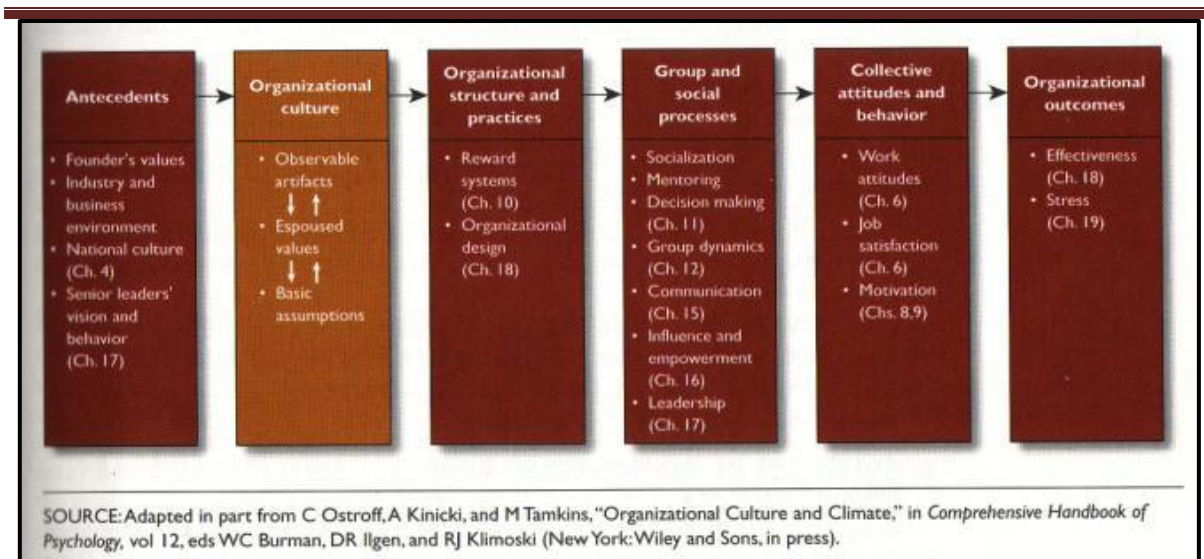 Antecedents
• Founder's values
• Industry and
business
environment
• National culture
(Ch. 4)
• Senior leaders'
vision and
behavior
(Ch. 17)
Organizational
culture
• Observable
artifacts
• Espoused
values
• Basic
assumptions
Organizational
structure and
practices
• Reward
systems
(Ch. 10)
• Organizational
design
(Ch. 18)
Group and
social
processes
• Socialization
• Mentoring
• Decision making
(Ch. 11)
• Group dynamics
(Ch. 12)
• Communication
(Ch. 15)
• Influence and
empowerment
(Ch. 16)
• Leadership
(Ch. 17)
Collective
attitudes and
behavior
• Work
attitudes
(Ch. 6)
• Job
satisfaction
(Ch. 6)
• Motivation
(Chs. 8,9)
Organizational
outcomes
• Effectiveness
(Ch. 18)
• Stress
(Ch. 19)
SOURCE: Adapted in part from C Ostroff, A Kinicki, and M Tamkins, "Organizational Culture and Climate," in Comprehensive Handbook of
Psychology, vol 12, eds WC Burman, DR Ilgen, and RJ Klimoski (New York: Wiley and Sons, in press).